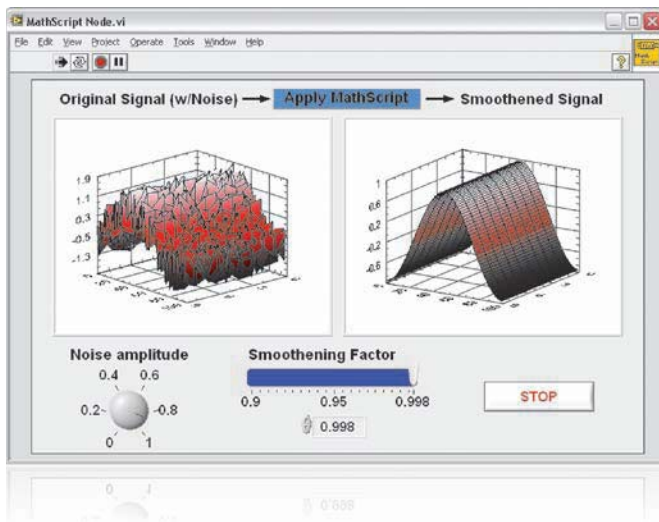 MathScript Node.vi
File Edit View Project Operate Tools Window Help
Original Signal (w/Noise) Apply MathScript Smoothened Signal
1.9
1.1
0.3
-0.5
-1.3
1
0.6
0.2
-0.2
-0.6
Noise amplitude
0.4 0.6
0.2 0.8
0 1
Smoothening Factor
0.9 0.95 0.998
0.998
STOP